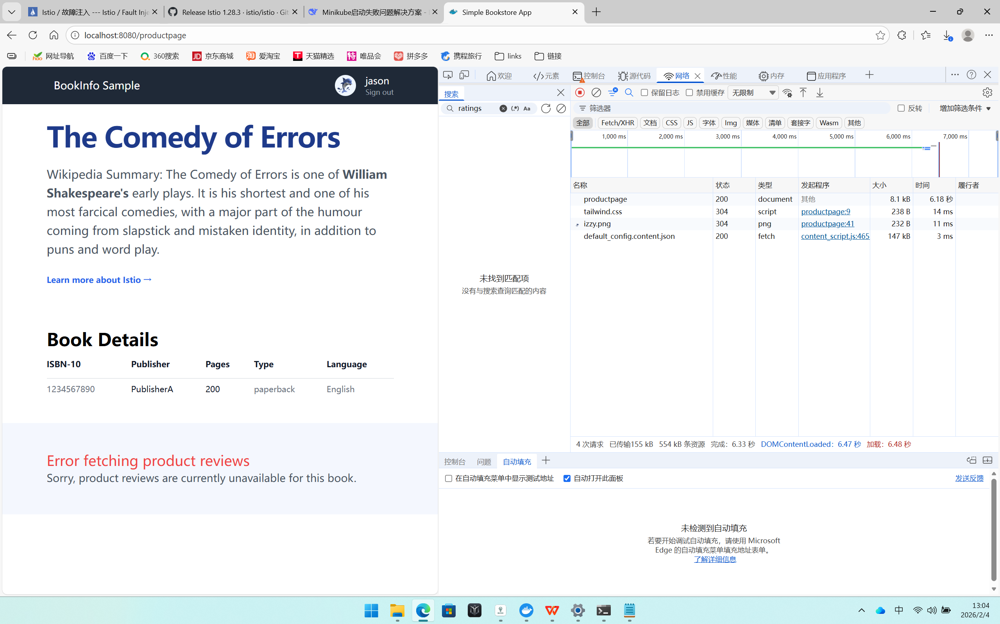 Istio / 故障注入 --- Istio / Fault Inje
Release Istio 1.28.3 · istio/istio · Git
Minikube启动失败问题解决方案 -
Simple Bookstore App
localhost:8080/productpage
hao 网址导航
百度一下
360搜索
JD 京东商城
淘 爱淘宝
T 天猫精选
特 唯品会
拼多多
携程旅行
links
链接
BookInfo Sample
jason
Sign out
The Comedy of Errors
Wikipedia Summary: The Comedy of Errors is one of William
Shakespeare's early plays. It is his shortest and one of his
most farcical comedies, with a major part of the humour
coming from slapstick and mistaken identity, in addition to
puns and word play.
Learn more about Istio →
Book Details
ISBN-10 Publisher Pages Type Language
1234567890 PublisherA 200 paperback English
Error fetching product reviews
Sorry, product reviews are currently unavailable for this book.
欢迎 元素 控制台 源代码 网络 性能 内存 应用程序
搜索
ratings
(.*) Aa
未找到匹配项
没有与搜索查询匹配的内容
保留日志 禁用缓存 无限制
筛选器
反转 增加筛选条件
全部 Fetch/XHR 文档 CSS JS 字体 Img 媒体 清单 套接字 Wasm 其他
1,000 ms 2,000 ms 3,000 ms 4,000 ms 5,000 ms 6,000 ms 7,000 ms
名称 状态 类型 发起程序 大小 时间 履行者
productpage 200 document 其他 8.1 kB 6.18 秒
tailwind.css 304 script productpage:9 238 B 14 ms
izzy.png 304 png productpage:41 232 B 11 ms
default_config.content.json 200 fetch content_script.js:465 147 kB 3 ms
4 次请求 已传输155 kB 554 kB 条资源 完成：6.33 秒 DOMContentLoaded：6.47 秒 加载：6.48 秒
控制台 问题 自动填充
在自动填充菜单中显示测试地址 自动打开此面板 发送反馈
未检测到自动填充
若要开始调试自动填充，请使用 Microsoft
Edge 的自动填充菜单填充地址表单。
了解详细信息
中
13:04
2026/2/4